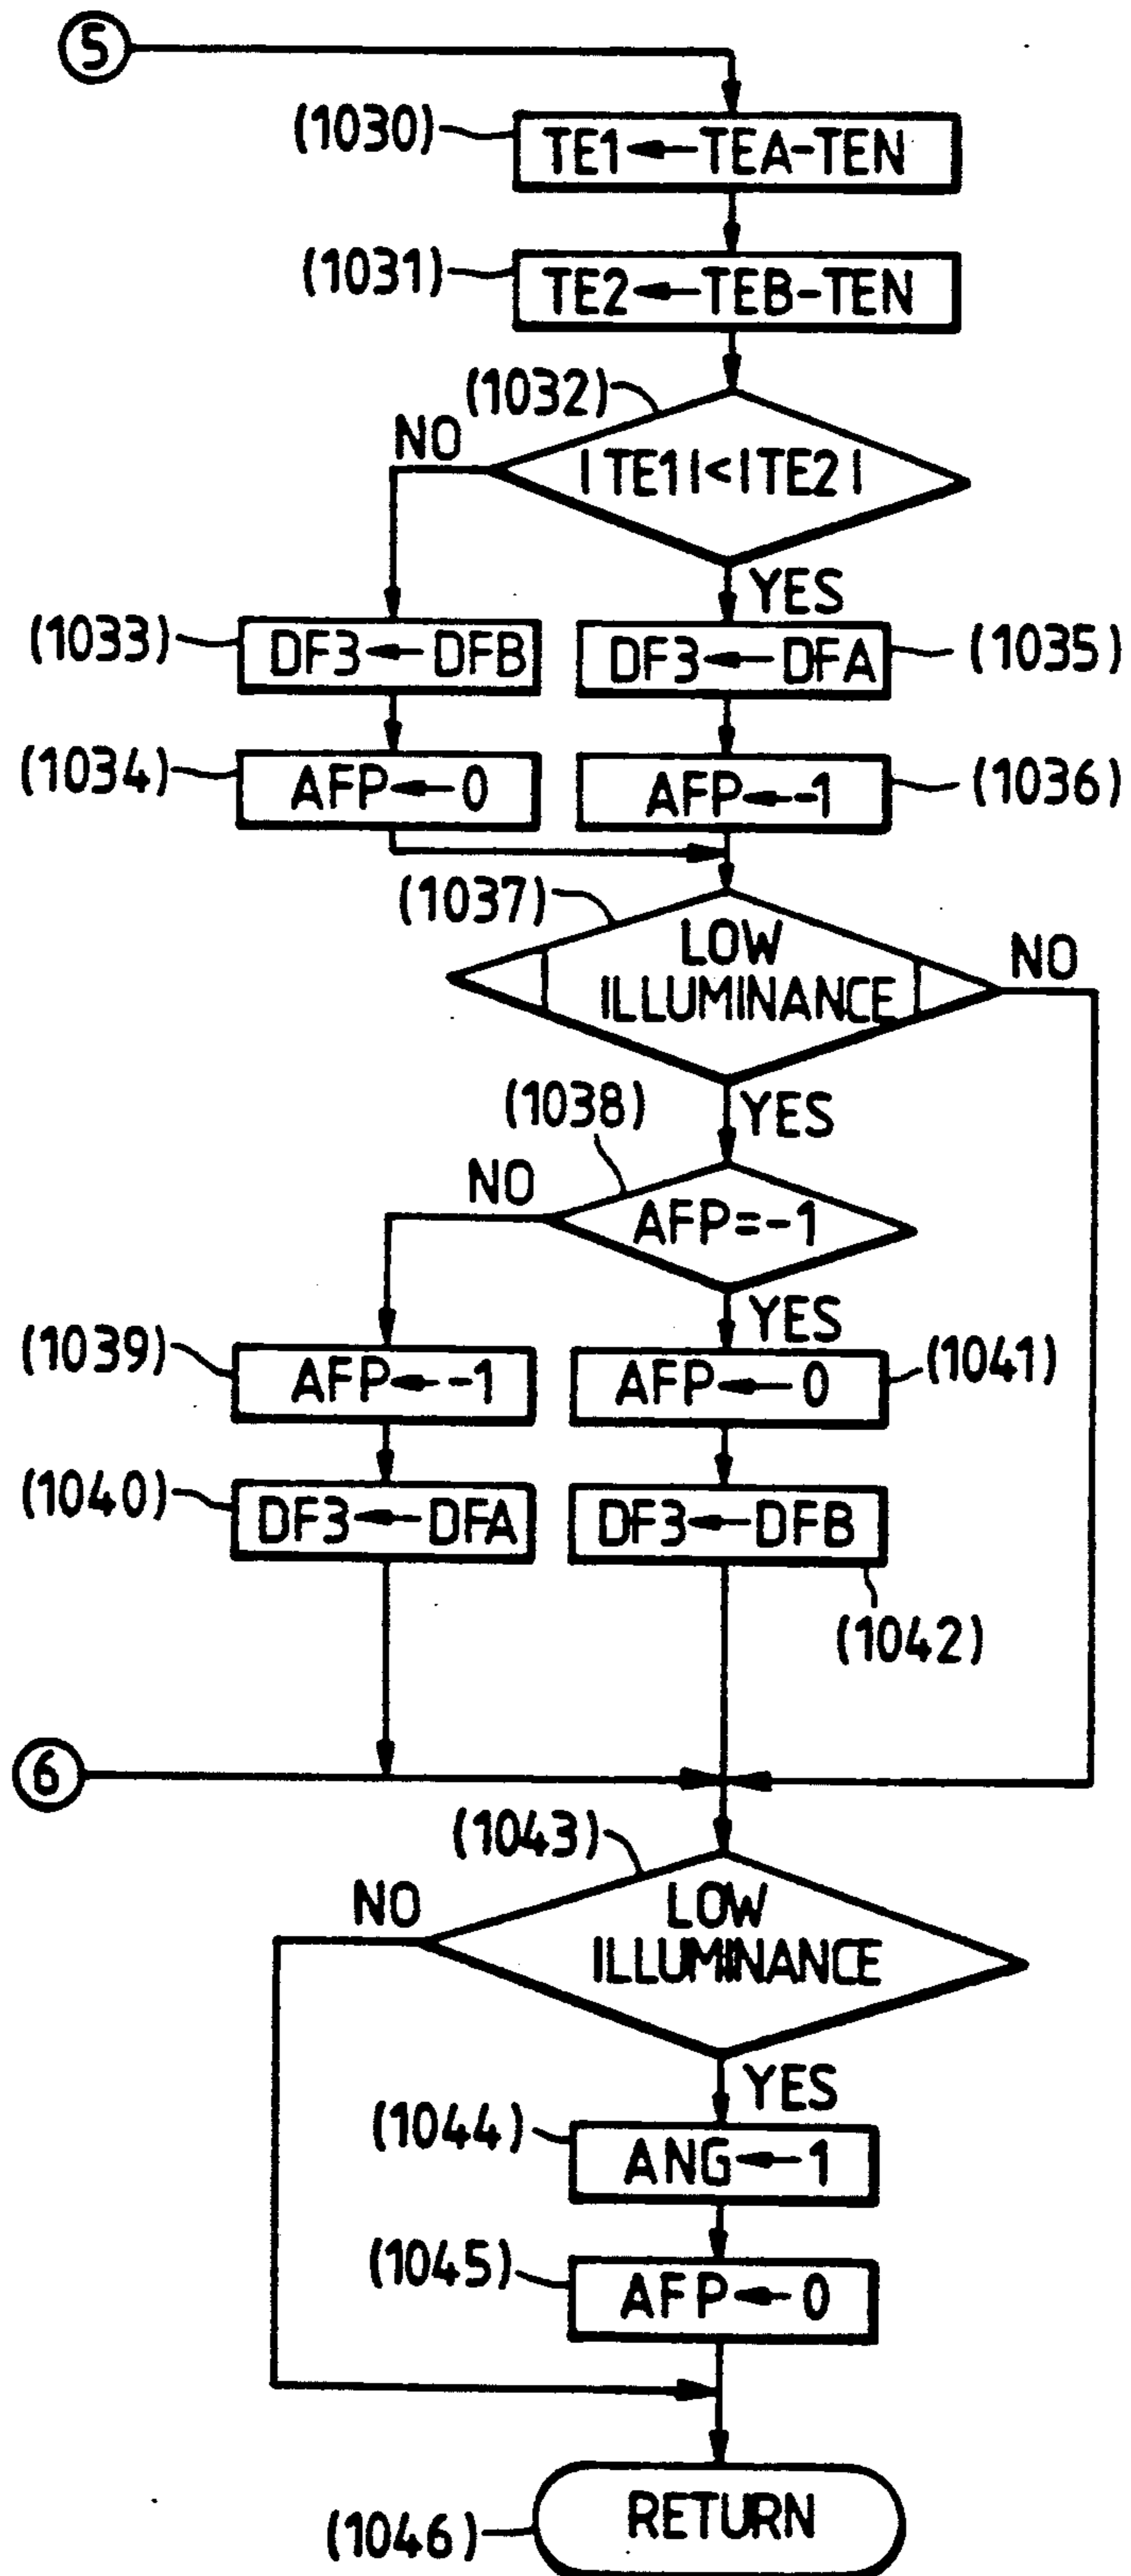 5
(1030)
TE1←TEA-TEN
(1031)
TE2←TEB-TEN
(1032)
NO
|TE1|<|TE2|
YES
(1033)
DF3←DFB
DF3←DFA
(1035)
(1034)
AFP←0
AFP←-1
(1036)
(1037)
LOW
ILLUMINANCE
NO
(1038)
YES
NO
AFP=-1
YES
(1039)
AFP←-1
AFP←0
(1041)
(1040)
DF3←DFA
DF3←DFB
(1042)
6
(1043)
NO
LOW
ILLUMINANCE
YES
(1044)
ANG←1
(1045)
AFP←0
RETURN
(1046)